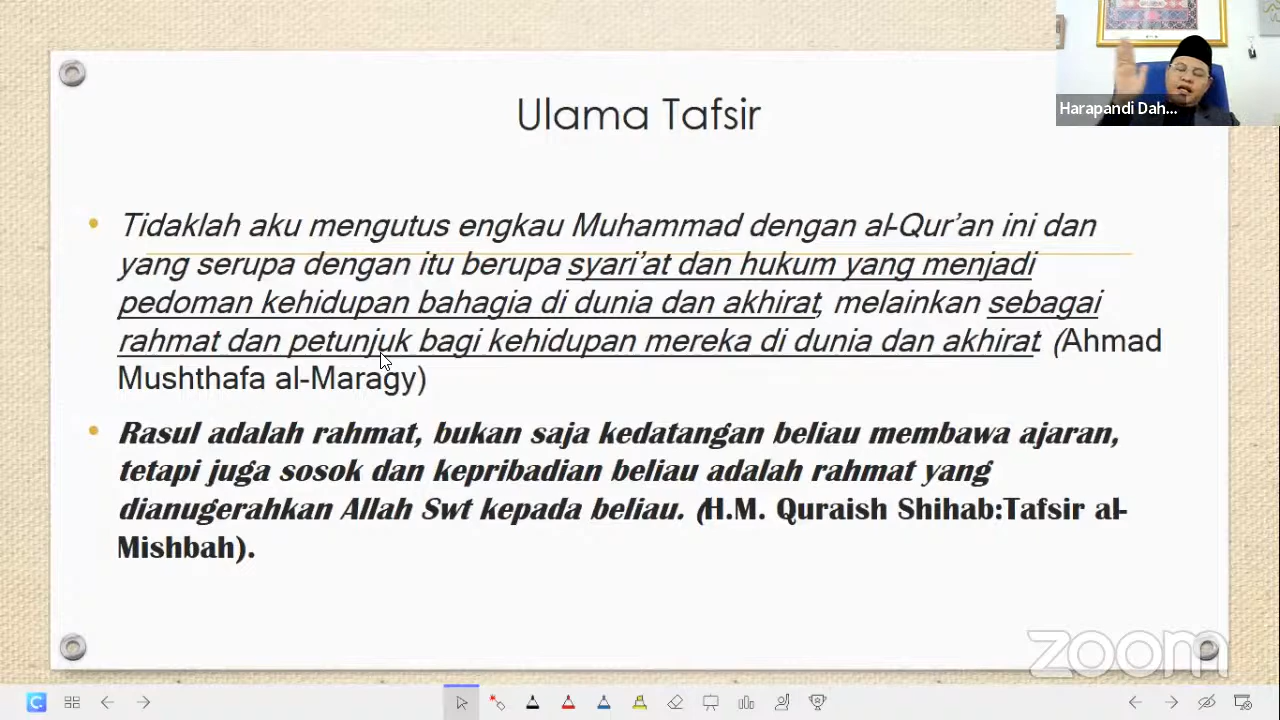 Harapandi Dah...
Ulama Tafsir
• Tidaklah aku mengutus engkau Muhammad dengan al-Qur’an ini dan
yang serupa dengan itu berupa syari’at dan hukum yang menjadi
pedoman kehidupan bahagia di dunia dan akhirat, melainkan sebagai
rahmat dan petunjuk bagi kehidupan mereka di dunia dan akhirat (Ahmad
Mushthafa al-Maragy)
• Rasul adalah rahmat, bukan saja kedatangan beliau membawa ajaran,
tetapi juga sosok dan kepribadian beliau adalah rahmat yang
dianugerahkan Allah Swt kepada beliau. (H.M. Quraish Shihab:Tafsir al-
Mishbah).
zoom